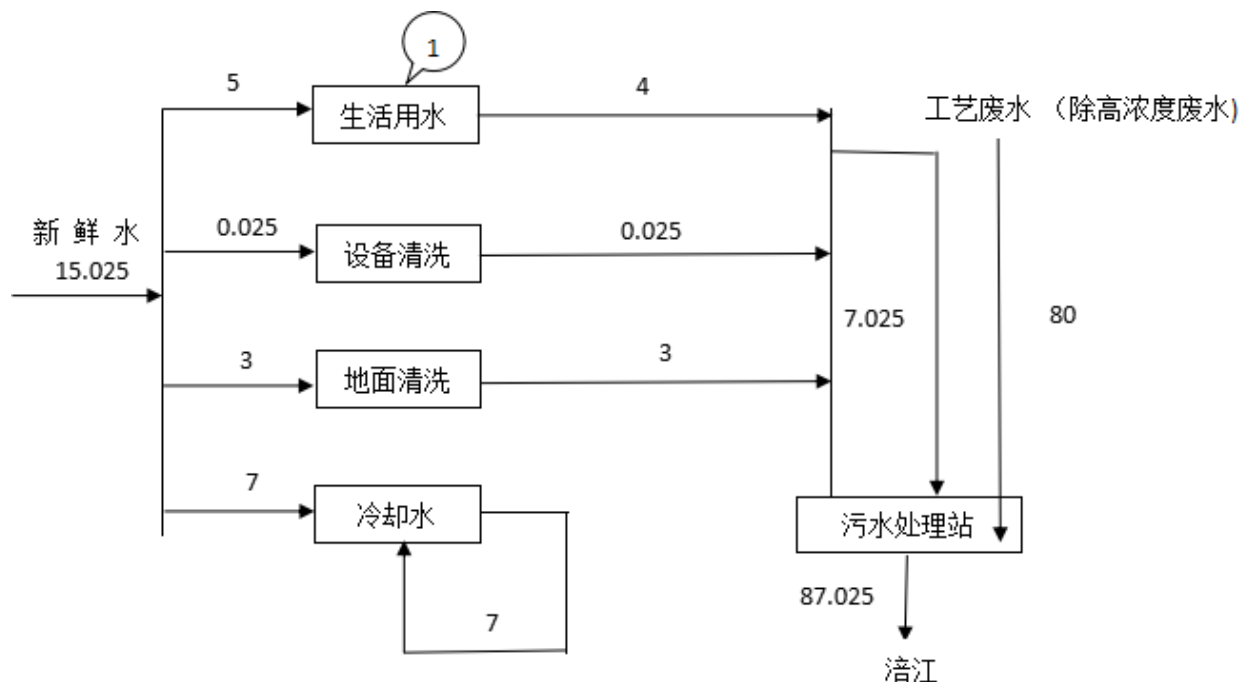 1
5
生活用水
4
工艺废水 （除高浓度废水)
新 鲜 水
15.025
0.025
设备清洗
0.025
7.025
80
3
地面清洗
3
7
冷却水
7
污水处理站
87.025
涪江